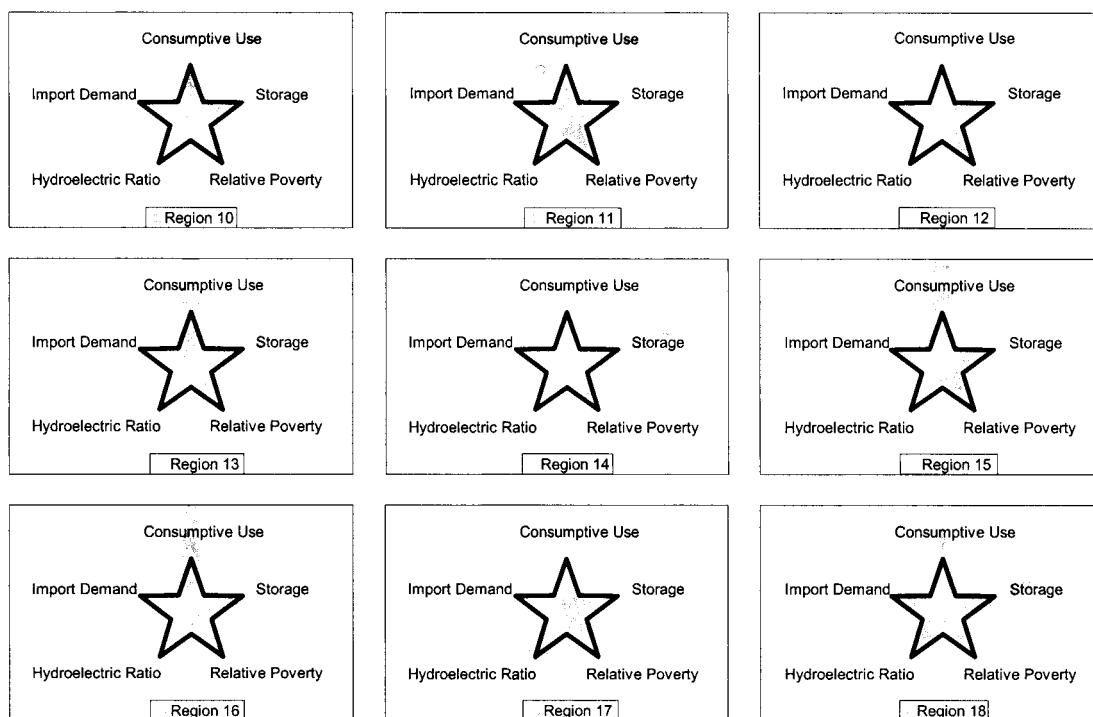 Consumptive Use
Import Demand
Storage
Hydroelectric Ratio
Relative Poverty
Region 10
Consumptive Use
Import Demand
Storage
Hydroelectric Ratio
Relative Poverty
Region 11
Consumptive Use
Import Demand
Storage
Hydroelectric Ratio
Relative Poverty
Region 12
Consumptive Use
Import Demand
Storage
Hydroelectric Ratio
Relative Poverty
Region 13
Consumptive Use
Import Demand
Storage
Hydroelectric Ratio
Relative Poverty
Region 14
Consumptive Use
Import Demand
Storage
Hydroelectric Ratio
Relative Poverty
Region 15
Consumptive Use
Import Demand
Storage
Hydroelectric Ratio
Relative Poverty
Region 16
Consumptive Use
Import Demand
Storage
Hydroelectric Ratio
Relative Poverty
Region 17
Consumptive Use
Import Demand
Storage
Hydroelectric Ratio
Relative Poverty
Region 18